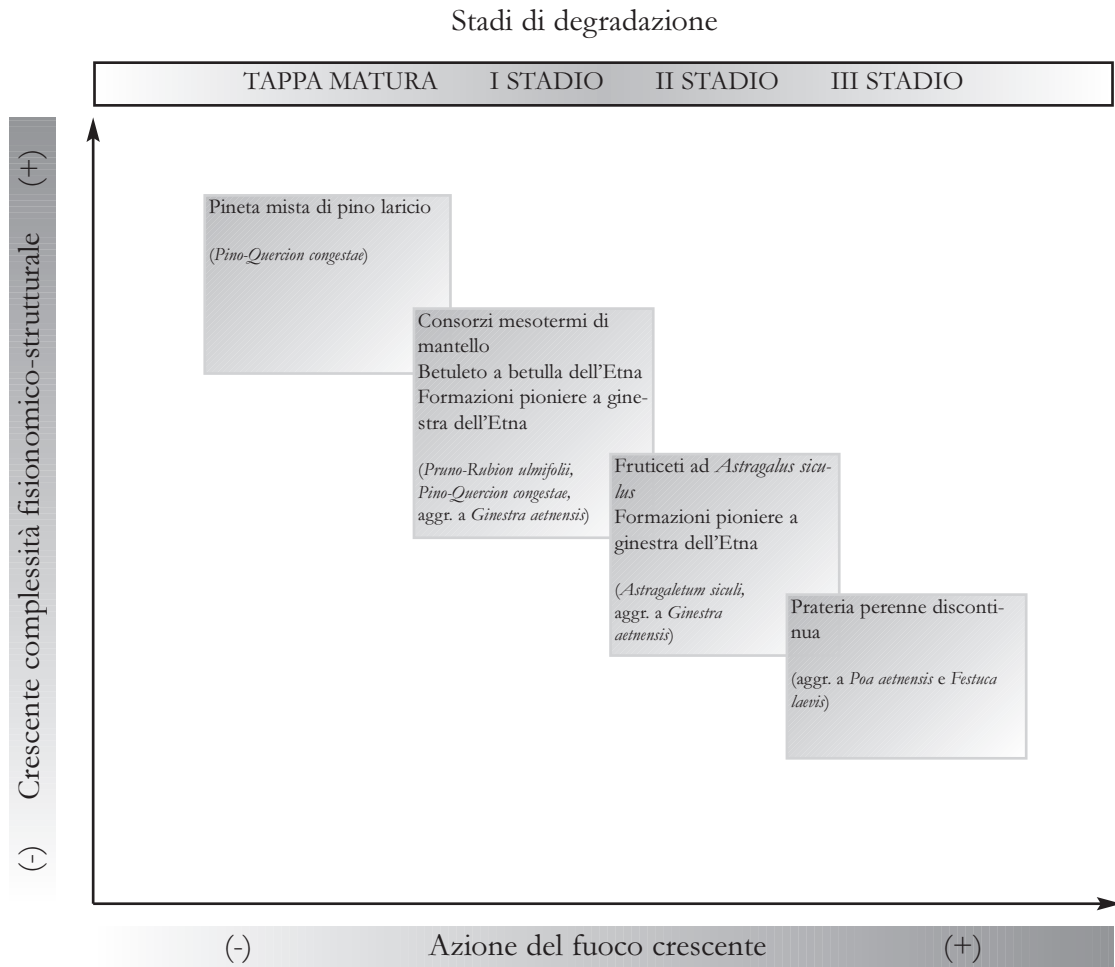 Stadi di degradazione
TAPPA MATURA I STADIO II STADIO III STADIO
(-) Crescente complessità fisionomico-strutturale (+)
Pineta mista di pino laricio
(Pino-Quercion congestae)
Consorzi mesotermi di
mantello
Betuleto a betulla dell'Etna
Formazioni pioniere a gine-
stra dell'Etna
(Pruno-Rubion ulmifolii,
Pino-Quercion congestae,
aggr. a Ginestra aetnensis)
Fruticeti ad Astragalus sicu-
lus
Formazioni pioniere a
ginestra dell'Etna
(Astragaletum siculi,
aggr. a Ginestra
aetnensis)
Prateria perenne disconti-
nua
(aggr. a Poa aetnensis e Festuca
laevis)
(-) Azione del fuoco crescente (+)